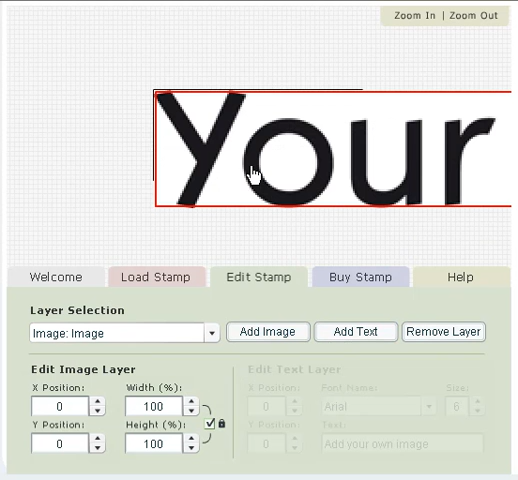 Zoom In | Zoom Out
Your
Welcome Load Stamp Edit Stamp Buy Stamp Help
Layer Selection
Image: Image Add Image Add Text Remove Layer
Edit Image Layer Edit Text Layer
X Position: Width (%): X Position: Font Name: Size:
0 100 0 Arial 6
Y Position: Height (%): Y Position: Text:
0 100 0 Add your own image